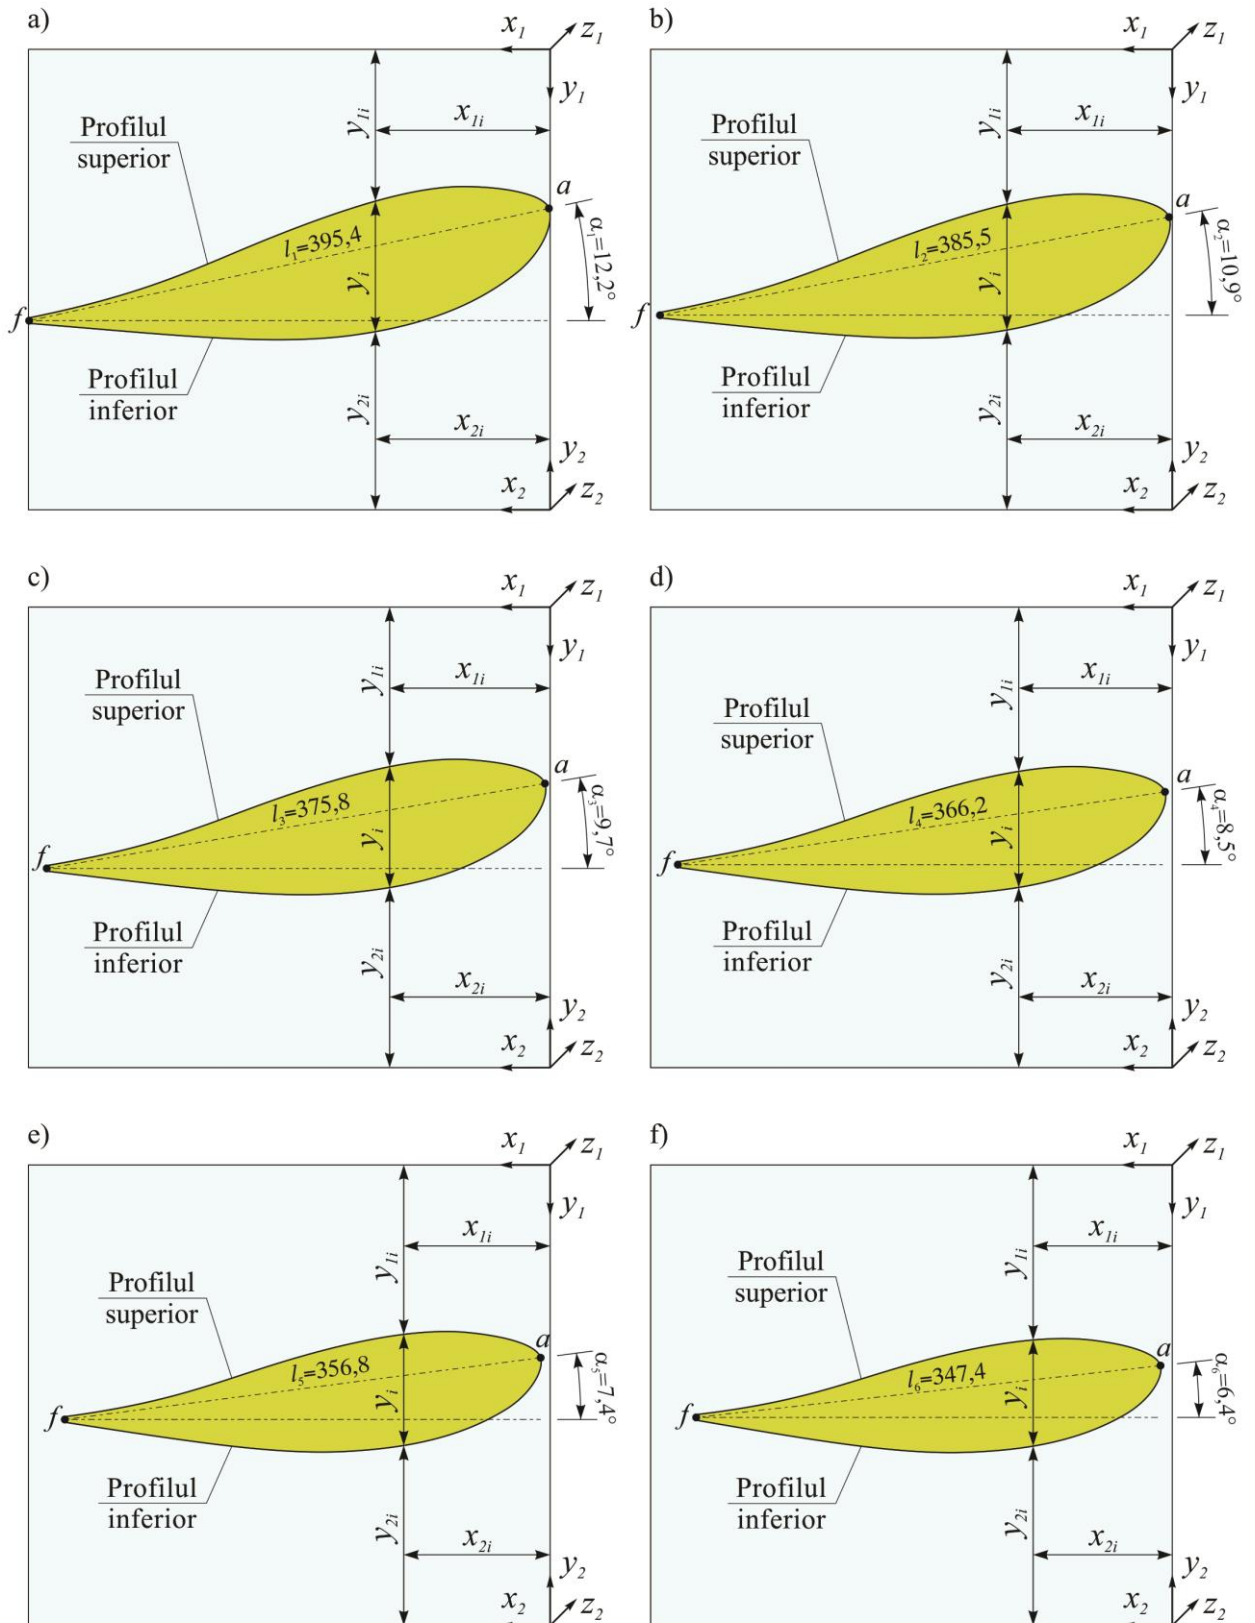 a)
x₁
z₁
y₁
y₁ᵢ
x₁ᵢ
Profilul
superior
a
l₁=395,4
α₁=12,2°
yᵢ
f
Profilul
inferior
y₂ᵢ
x₂ᵢ
y₂
x₂
z₂
b)
x₁
z₁
y₁
y₁ᵢ
x₁ᵢ
Profilul
superior
a
l₂=385,5
α₂=10,9°
yᵢ
f
Profilul
inferior
y₂ᵢ
x₂ᵢ
y₂
x₂
z₂
c)
x₁
z₁
y₁
y₁ᵢ
x₁ᵢ
Profilul
superior
a
l₃=375,8
α₃=9,7°
yᵢ
f
Profilul
inferior
y₂ᵢ
x₂ᵢ
y₂
x₂
z₂
d)
x₁
z₁
y₁
y₁ᵢ
x₁ᵢ
Profilul
superior
a
l₄=366,2
α₄=8,5°
yᵢ
f
Profilul
inferior
y₂ᵢ
x₂ᵢ
y₂
x₂
z₂
e)
x₁
z₁
y₁
y₁ᵢ
x₁ᵢ
Profilul
superior
a
l₅=356,8
α₅=7,4°
yᵢ
f
Profilul
inferior
y₂ᵢ
x₂ᵢ
y₂
x₂
z₂
f)
x₁
z₁
y₁
y₁ᵢ
x₁ᵢ
Profilul
superior
a
l₆=347,4
α₆=6,4°
yᵢ
f
Profilul
inferior
y₂ᵢ
x₂ᵢ
y₂
x₂
z₂